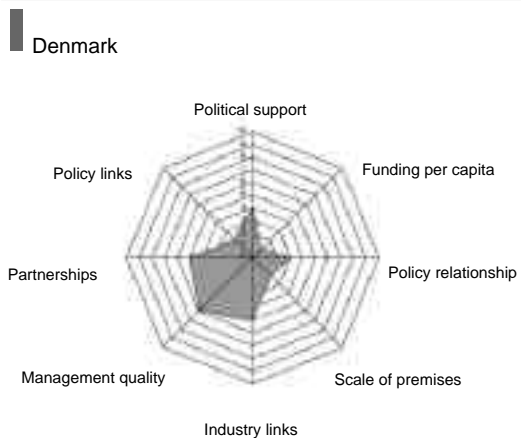 Denmark
Political support
Policy links
Funding per capita
Partnerships
Policy relationship
Management quality
Scale of premises
Industry links